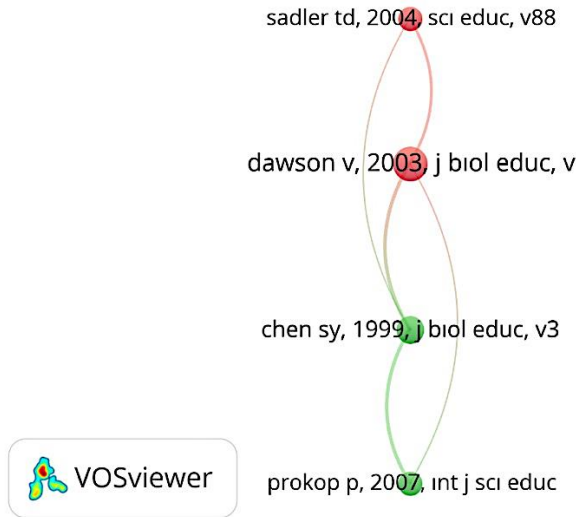 sadler td, 2004, scı educ, v88
dawson v, 2003, j bıol educ, v
chen sy, 1999, j bıol educ, v3
prokop p, 2007, ınt j scı educ
VOSviewer